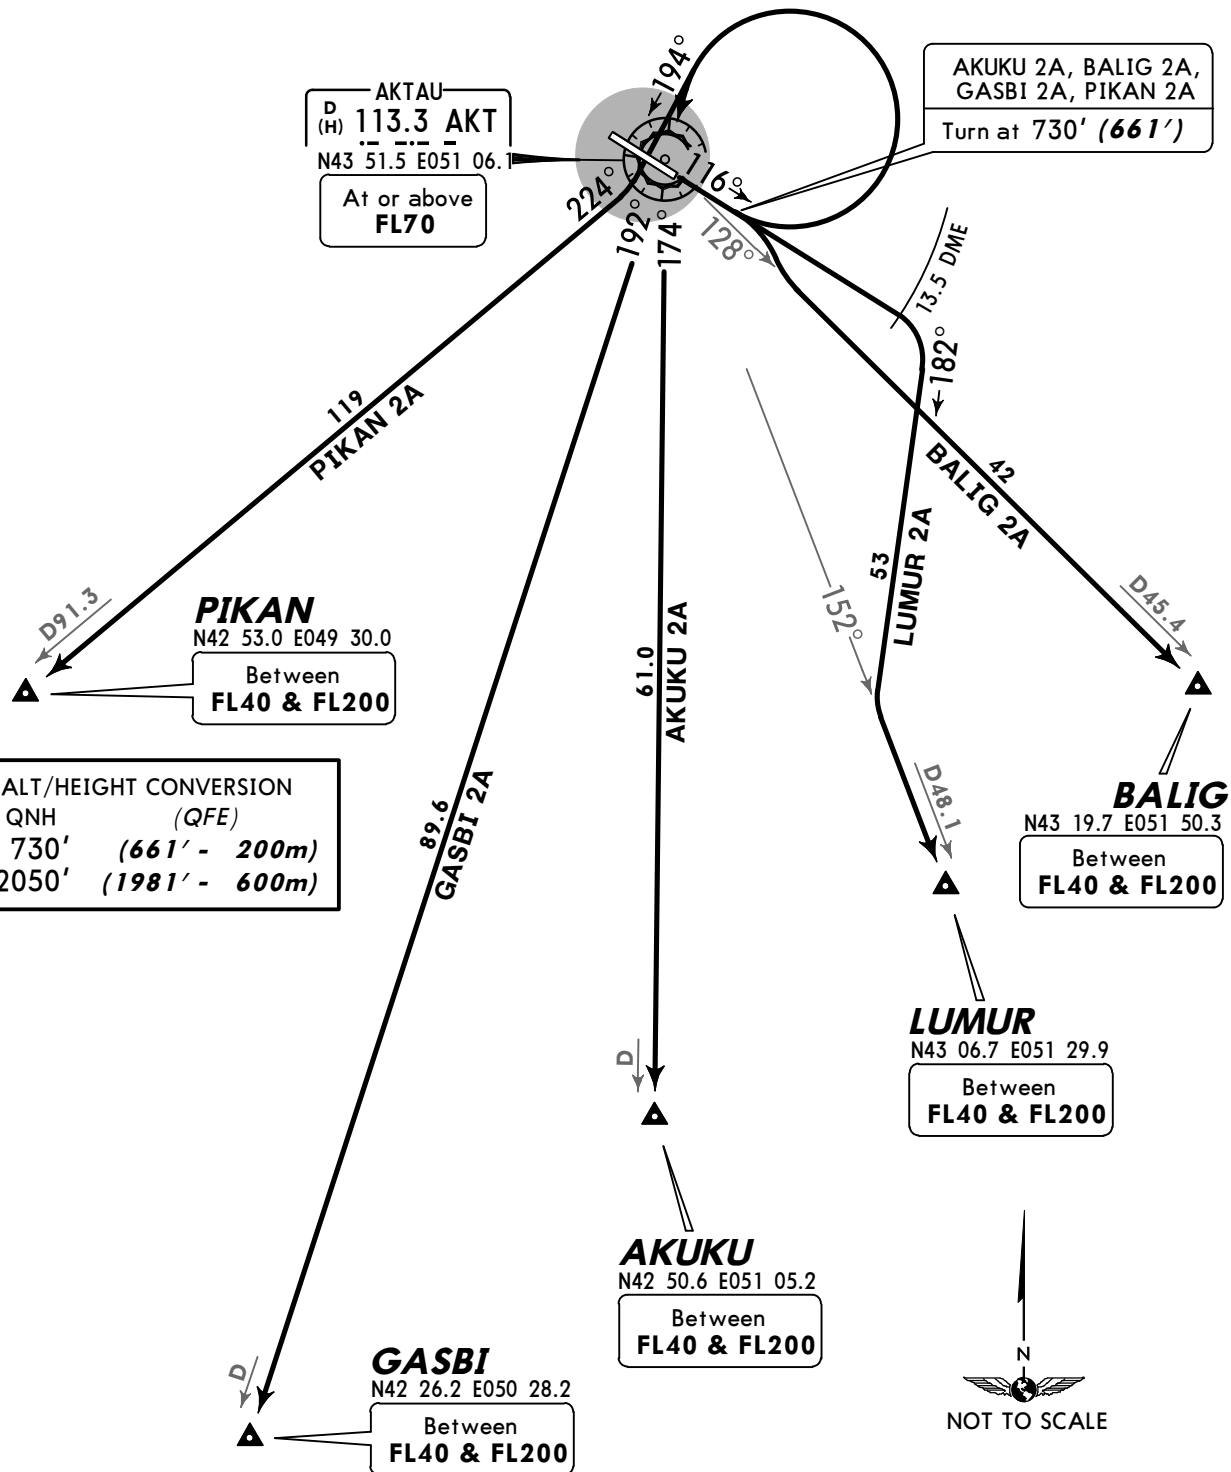 194°
AKTAU
D
(H) 113.3 AKT
N43 51.5 E051 06.1
At or above
FL70
AKUKU 2A, BALIG 2A,
GASBI 2A, PIKAN 2A
Turn at 730' (661')
116°
224°
192°
174°
128°
13.5 DME
182°
119
PIKAN 2A
42
BALIG 2A
53
LUMUR 2A
152°
61.0
AKUKU 2A
89.6
GASBI 2A
D91.3
D45.4
D48.1
PIKAN
N42 53.0 E049 30.0
Between
FL40 & FL200
ALT/HEIGHT CONVERSION
QNH (QFE)
730' (661' - 200m)
2050' (1981' - 600m)
BALIG
N43 19.7 E051 50.3
Between
FL40 & FL200
LUMUR
N43 06.7 E051 29.9
Between
FL40 & FL200
D
AKUKU
N42 50.6 E051 05.2
Between
FL40 & FL200
D
GASBI
N42 26.2 E050 28.2
Between
FL40 & FL200
N
NOT TO SCALE